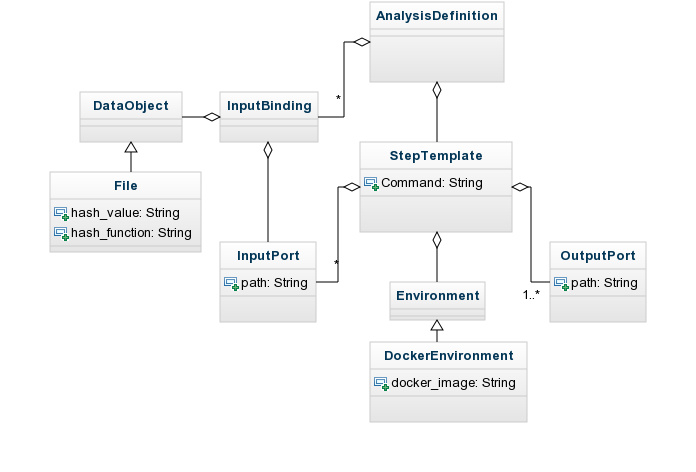 AnalysisDefinition
*
DataObject
InputBinding
StepTemplate
Command: String
File
hash_value: String
hash_function: String
InputPort
path: String
*
OutputPort
path: String
1..*
Environment
DockerEnvironment
docker_image: String